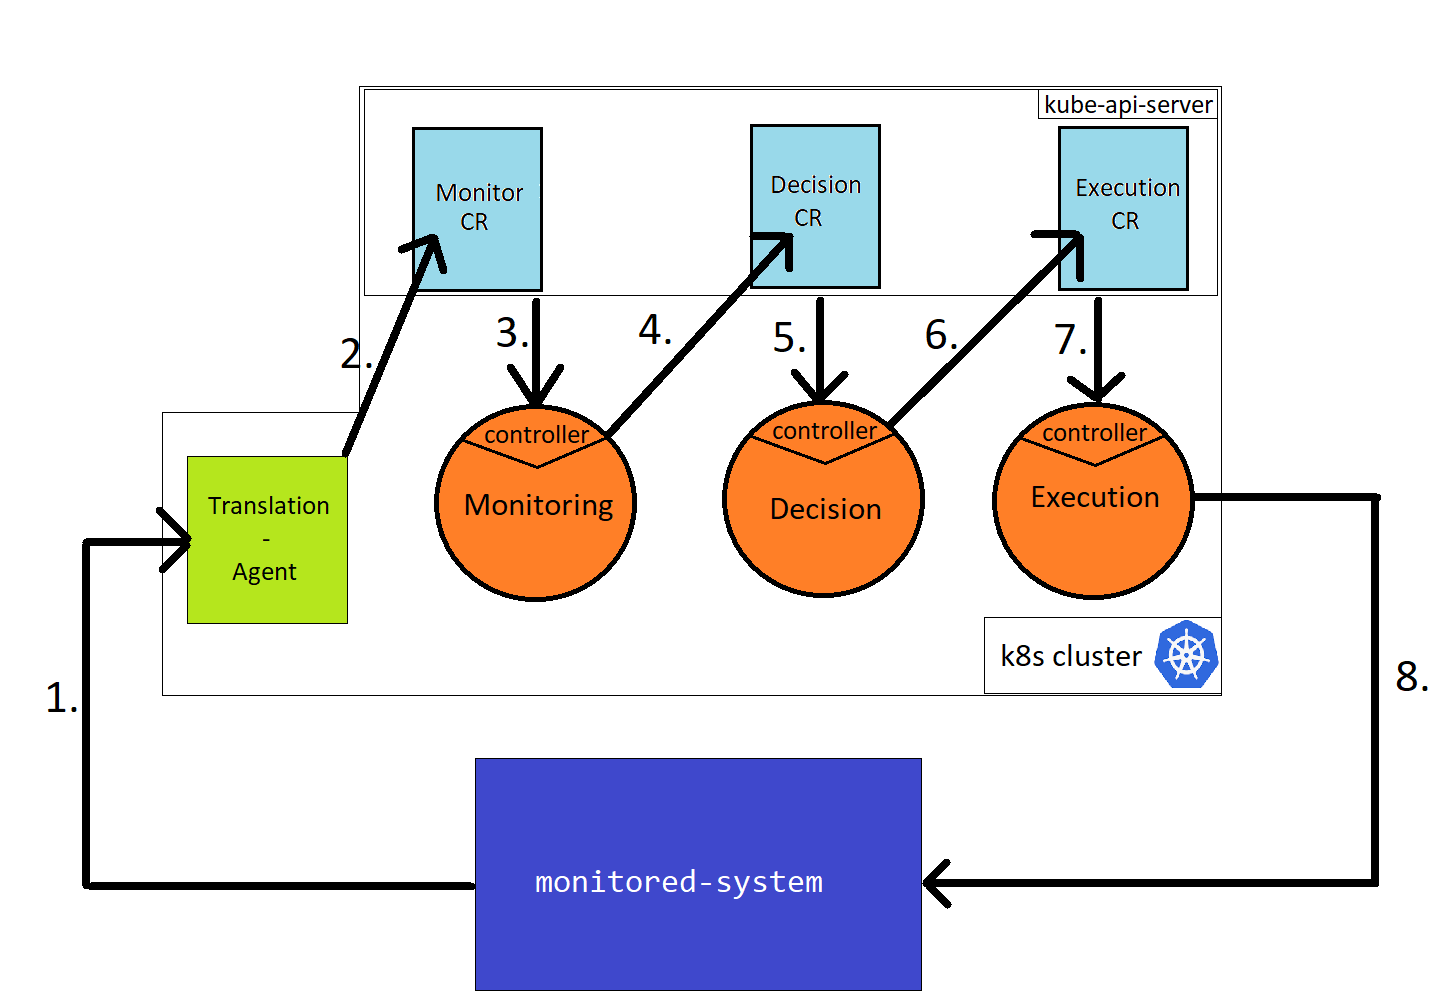 kube-api-server
Monitor
CR
Decision
CR
Execution
CR
2.
3.
4.
5.
6.
7.
controller
Monitoring
controller
Decision
controller
Execution
Translation
-
Agent
k8s cluster
1.
8.
monitored-system